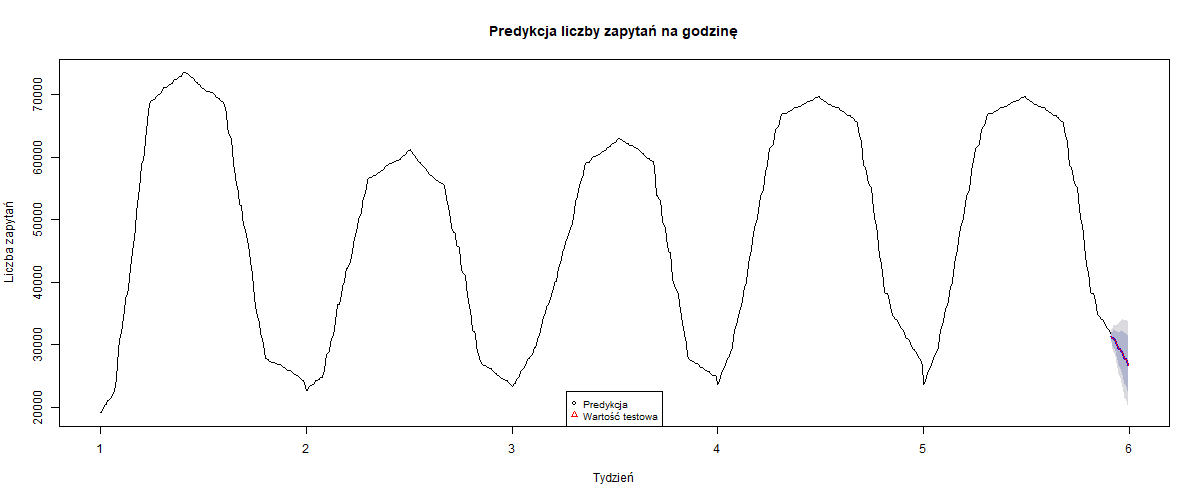 Predykcja liczby zapytań na godzinę
Liczba zapytań
70000
60000
50000
40000
30000
20000
Predykcja
Wartość testowa
1
2
3
4
5
6
Tydzień